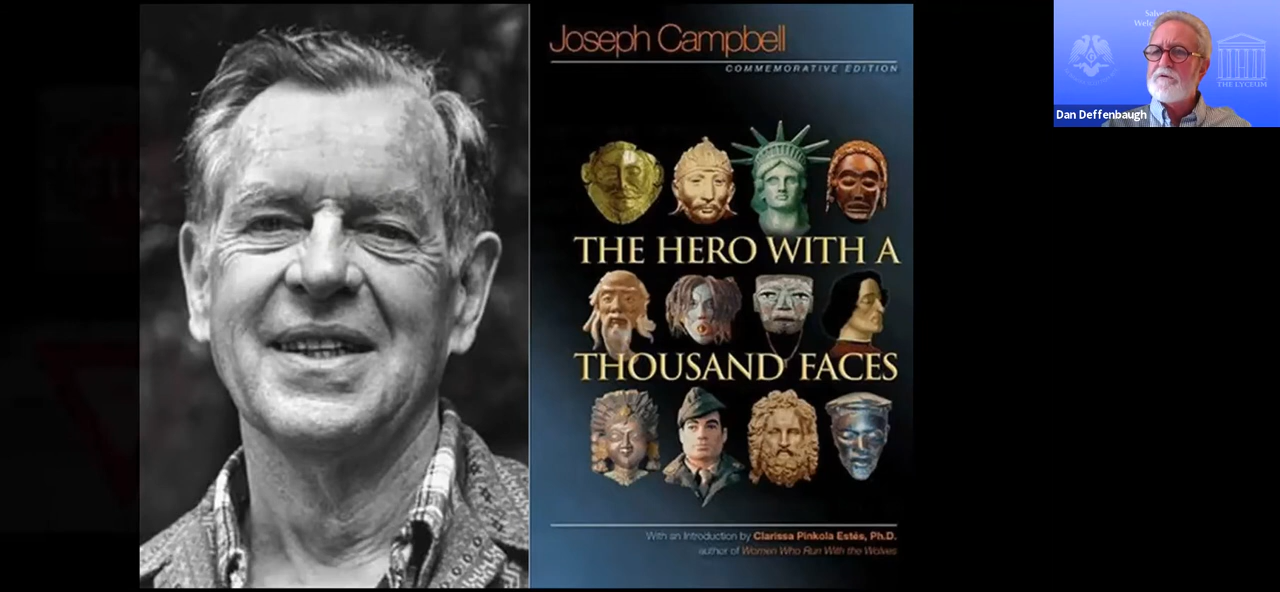 Joseph Campbell
COMMEMORATIVE EDITION
THE HERO WITH A
THOUSAND FACES
With an Introduction by Clarissa Pinkola Estés, Ph.D.
author of Women Who Run With the Wolves
THE LYCEUM
Dan Deffenbaugh